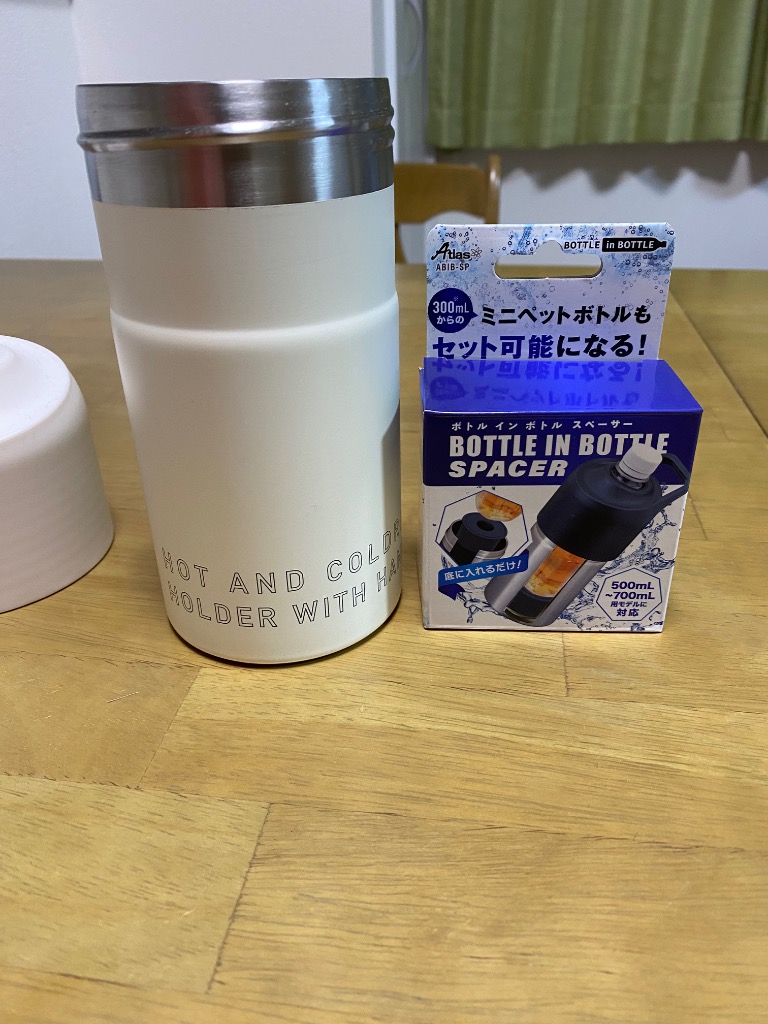 HOT AND COLD
HOLDER WITH HA
Atlas
ABIB-SP
BOTTLE in BOTTLE
300mL※
からの
ミニペットボトルも
セット可能になる!
ボトル イン ボトル スペーサー
BOTTLE IN BOTTLE
SPACER
底に入れるだけ!
500mL
~700mL
用モデルに
対応